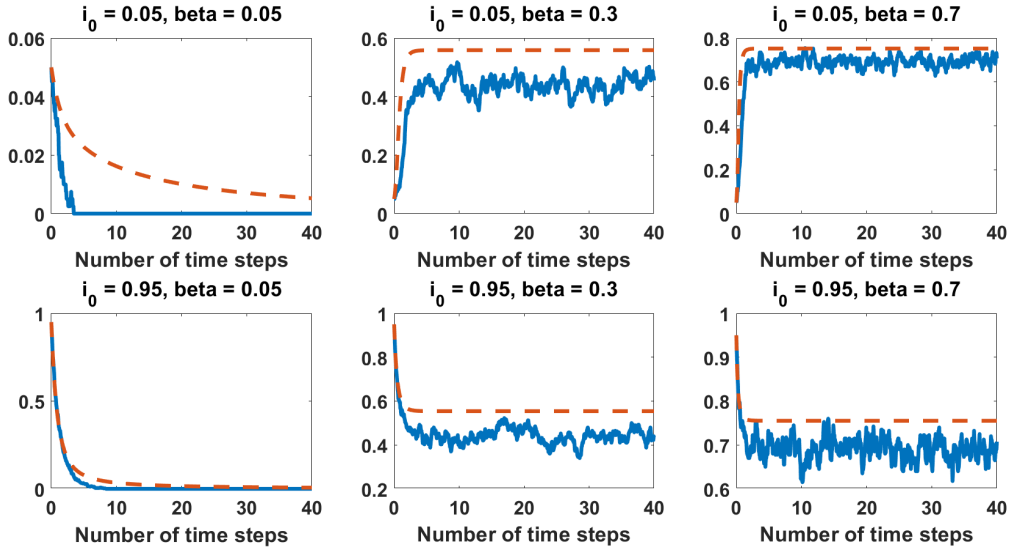 i_0 = 0.05, beta = 0.05
0.06
0.04
0.02
0
0 10 20 30 40
Number of time steps
i_0 = 0.05, beta = 0.3
0.6
0.4
0.2
0
0 10 20 30 40
Number of time steps
i_0 = 0.05, beta = 0.7
0.8
0.6
0.4
0.2
0
0 10 20 30 40
Number of time steps
i_0 = 0.95, beta = 0.05
1
0.5
0
0 10 20 30 40
Number of time steps
i_0 = 0.95, beta = 0.3
1
0.8
0.6
0.4
0.2
0 10 20 30 40
Number of time steps
i_0 = 0.95, beta = 0.7
1
0.9
0.8
0.7
0.6
0 10 20 30 40
Number of time steps